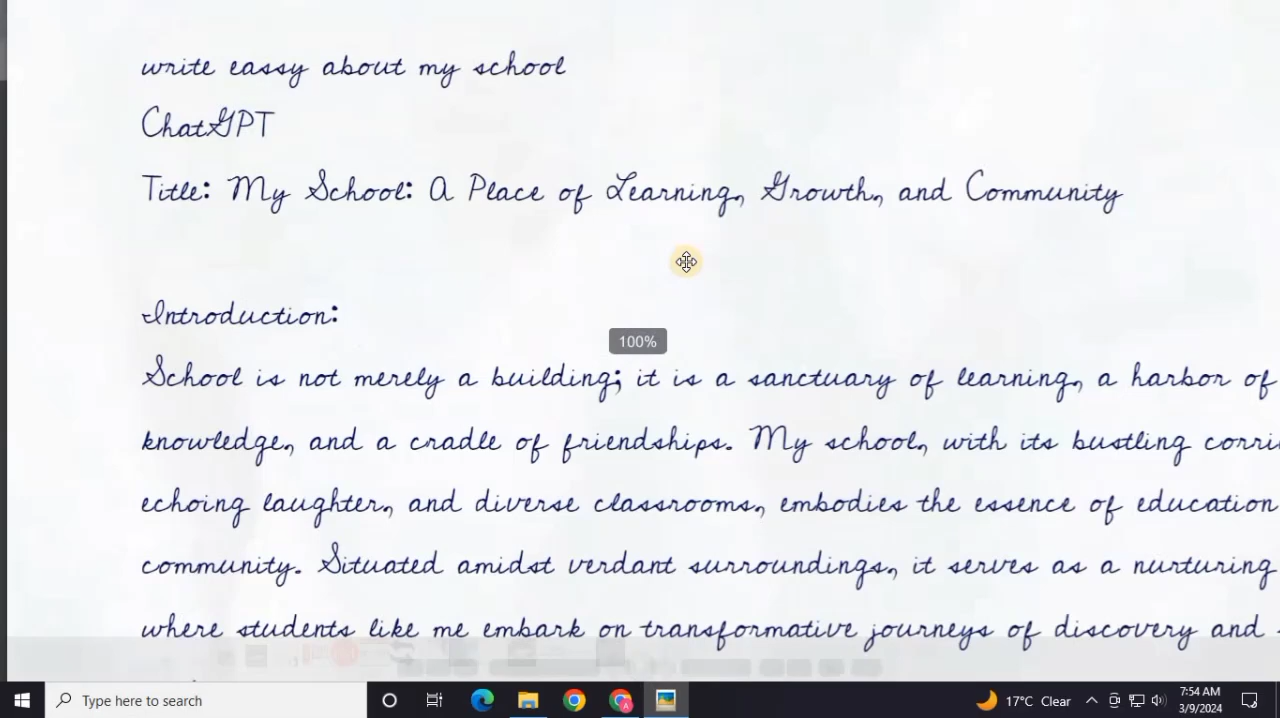 write eassy about my school
ChatGPT
Title: My School: A Place of Learning, Growth, and Community
Introduction:
100%
School is not merely a building; it is a sanctuary of learning, a harbor of
knowledge, and a cradle of friendships. My school, with its bustling corri
echoing laughter, and diverse classrooms, embodies the essence of education
community. Situated amidst verdant surroundings, it serves as a nurturing
where students like me embark on transformative journeys of discovery and
Type here to search
17°C Clear
7:54 AM
3/9/2024